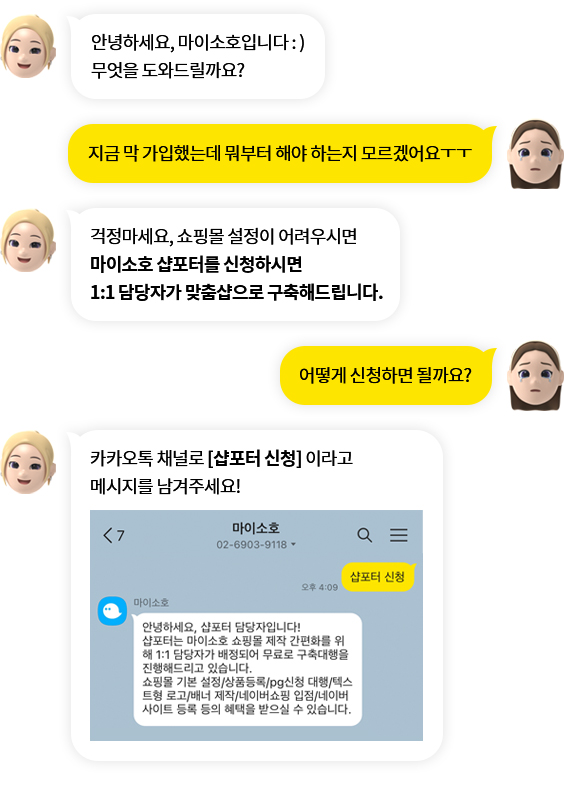 안녕하세요, 마이소호입니다 : )
무엇을 도와드릴까요?
지금 막 가입했는데 뭐부터 해야 하는지 모르겠어요ㅜㅜ
걱정마세요, 쇼핑몰 설정이 어려우시면
마이소호 샵포터를 신청하시면
1:1 담당자가 맞춤샵으로 구축해드립니다.
어떻게 신청하면 될까요?
카카오톡 채널로 [샵포터 신청] 이라고
메시지를 남겨주세요!
7
마이소호
02-6903-9118
오후 4:09
샵포터 신청
마이소호
안녕하세요, 샵포터 담당자입니다!
샵포터는 마이소호 쇼핑몰 제작 간편화를 위
해 1:1 담당자가 배정되어 무료로 구축대행을
진행해드리고 있습니다.
쇼핑몰 기본 설정/상품등록/pg신청 대행/텍스
트형 로고/배너 제작/네이버쇼핑 입점/네이버
사이트 등록 등의 혜택을 받으실 수 있습니다.